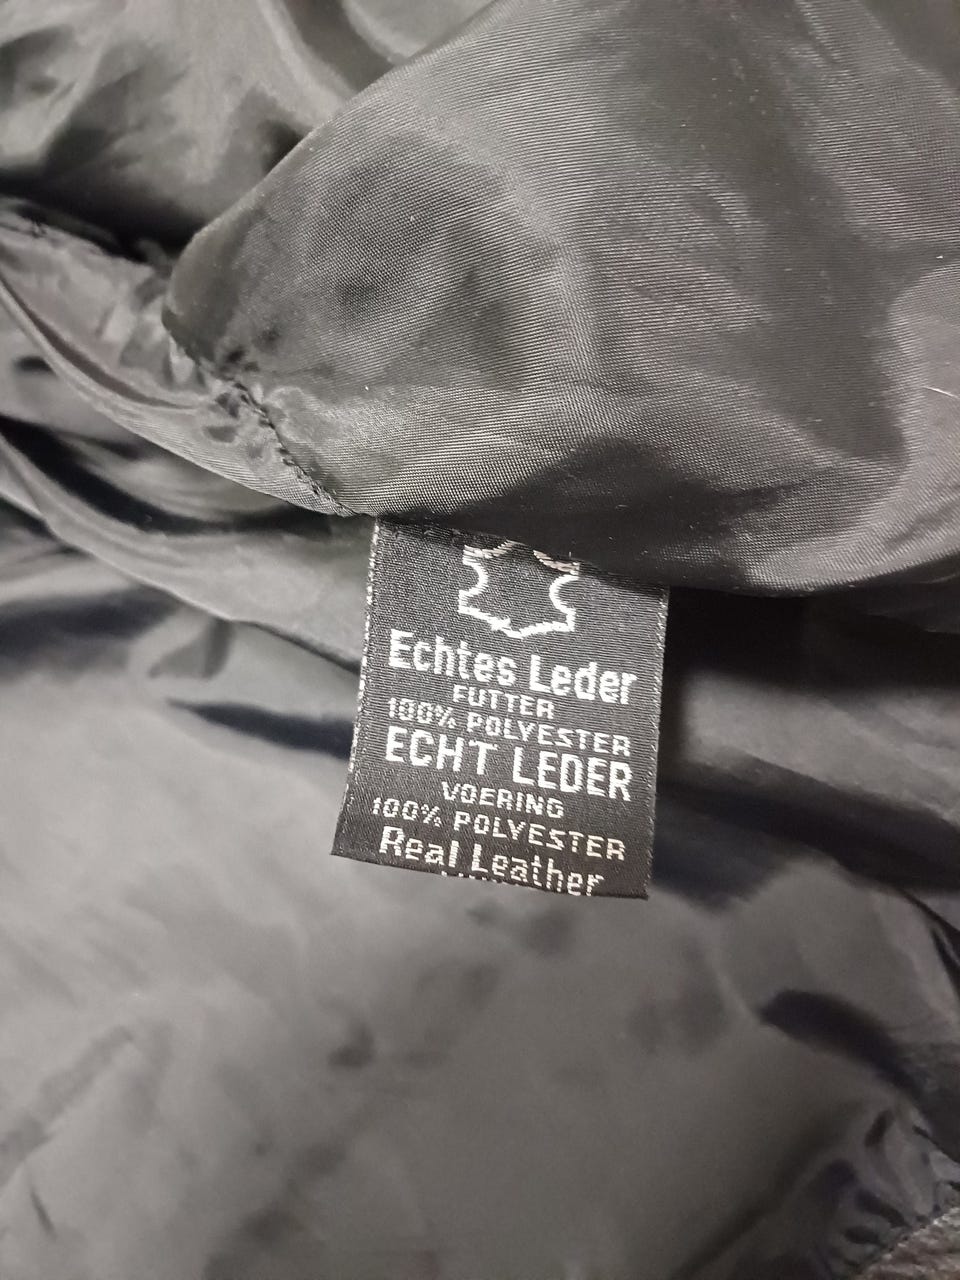 Echtes Leder
FUTTER
100% POLYESTER
ECHT LEDER
VOERING
100% POLYESTER
Real Leather